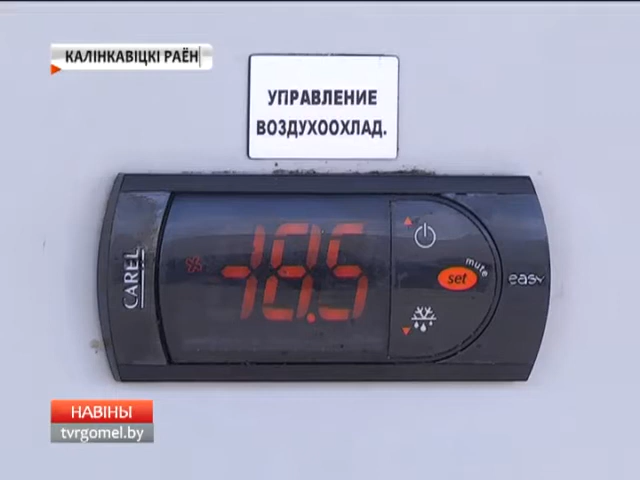 КАЛІНКАВІЦКІ РАЁН
УПРАВЛЕНИЕ
ВОЗДУХООХЛАД.
CAREL
-18.5
mute
set
easy
НАВІНЫ
tvrgomel.by